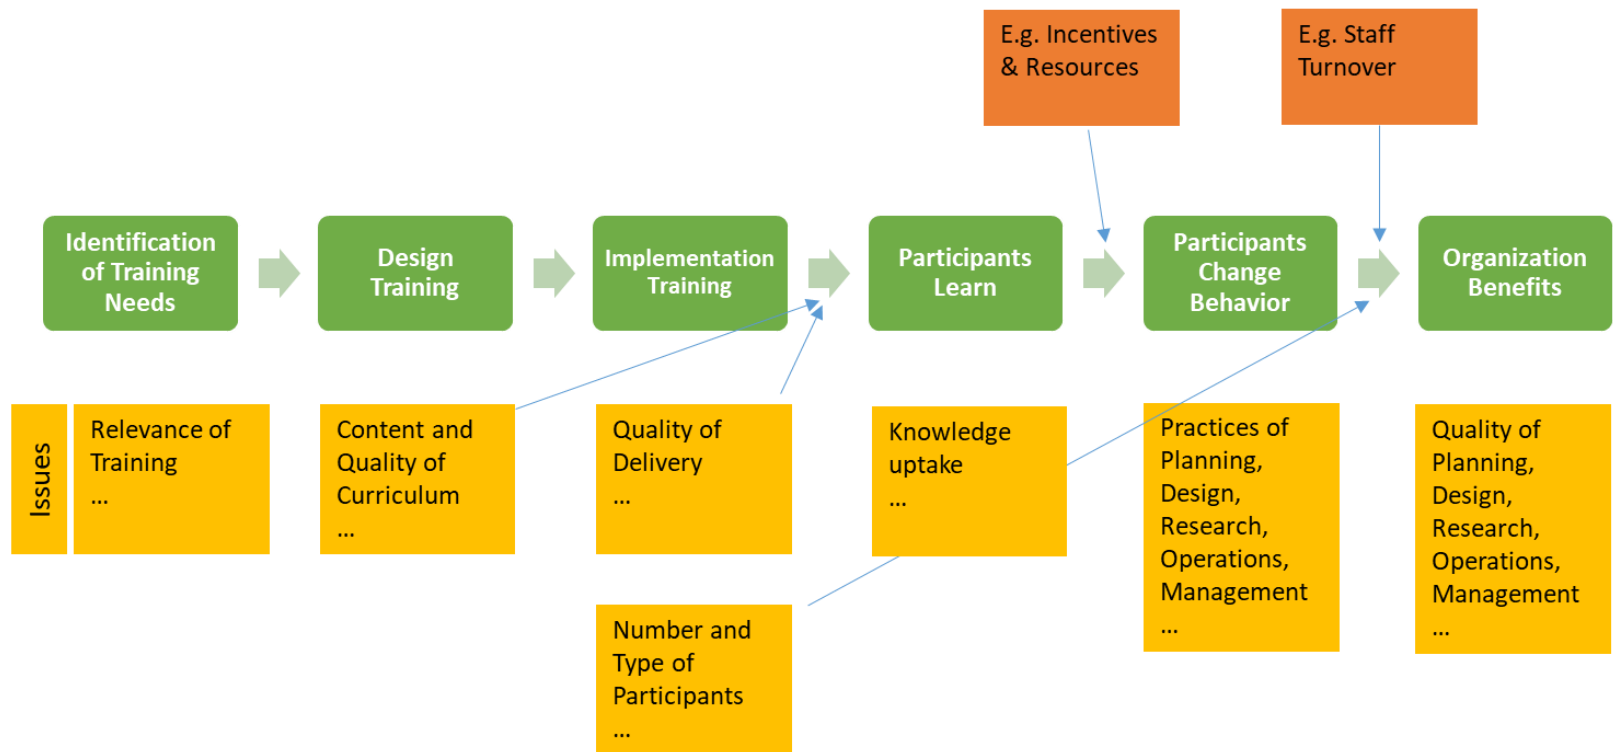 E.g. Incentives
& Resources
E.g. Staff
Turnover
Identification
of Training
Needs
Design
Training
Implementation
Training
Participants
Learn
Participants
Change
Behavior
Organization
Benefits
Issues
Relevance of
Training
...
Content and
Quality of
Curriculum
...
Quality of
Delivery
...
Knowledge
uptake
...
Practices of
Planning,
Design,
Research,
Operations,
Management
...
Quality of
Planning,
Design,
Research,
Operations,
Management
...
Number and
Type of
Participants
...